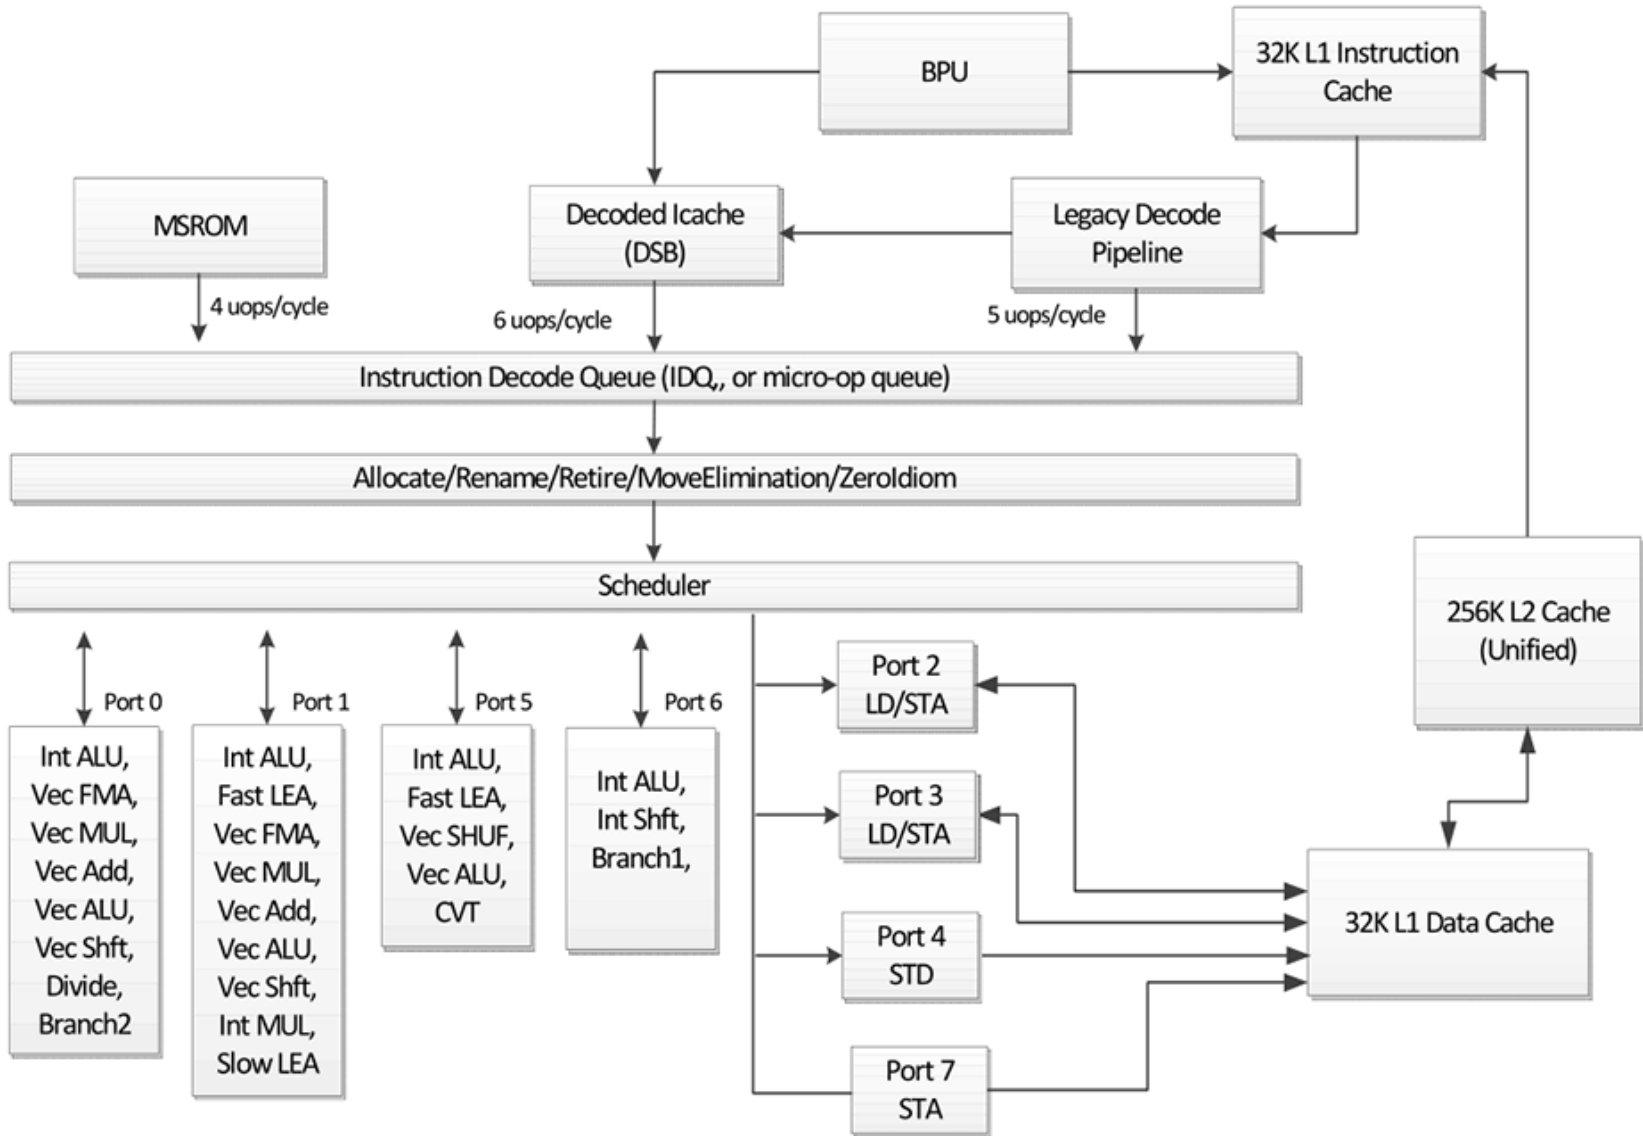 BPU
32K L1 Instruction
Cache
MSROM
Decoded Icache
(DSB)
Legacy Decode
Pipeline
4 uops/cycle
6 uops/cycle
5 uops/cycle
Instruction Decode Queue (IDQ,, or micro-op queue)
Allocate/Rename/Retire/MoveElimination/ZeroIdiom
Scheduler
256K L2 Cache
(Unified)
Port 0
Int ALU,
Vec FMA,
Vec MUL,
Vec Add,
Vec ALU,
Vec Shft,
Divide,
Branch2
Port 1
Int ALU,
Fast LEA,
Vec FMA,
Vec MUL,
Vec Add,
Vec ALU,
Vec Shft,
Int MUL,
Slow LEA
Port 5
Int ALU,
Fast LEA,
Vec SHUF,
Vec ALU,
CVT
Port 6
Int ALU,
Int Shft,
Branch1,
Port 2
LD/STA
Port 3
LD/STA
Port 4
STD
Port 7
STA
32K L1 Data Cache